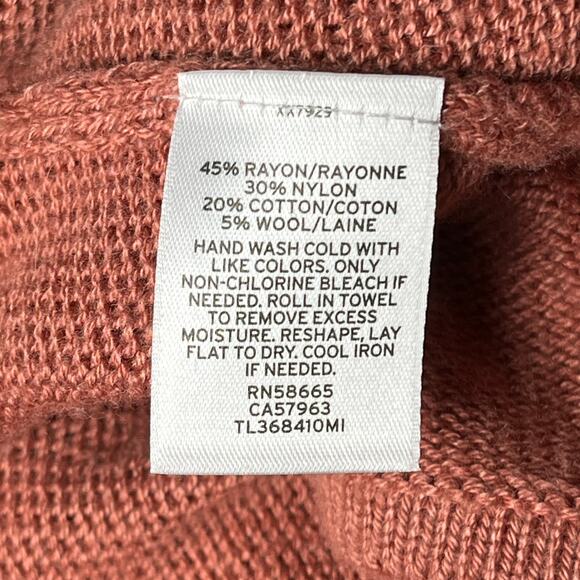 XX7929
45% RAYON/RAYONNE
30% NYLON
20% COTTON/COTON
5% WOOL/LAINE
HAND WASH COLD WITH
LIKE COLORS. ONLY
NON-CHLORINE BLEACH IF
NEEDED. ROLL IN TOWEL
TO REMOVE EXCESS
MOISTURE. RESHAPE, LAY
FLAT TO DRY. COOL IRON
IF NEEDED.
RN58665
CA57963
TL368410MI